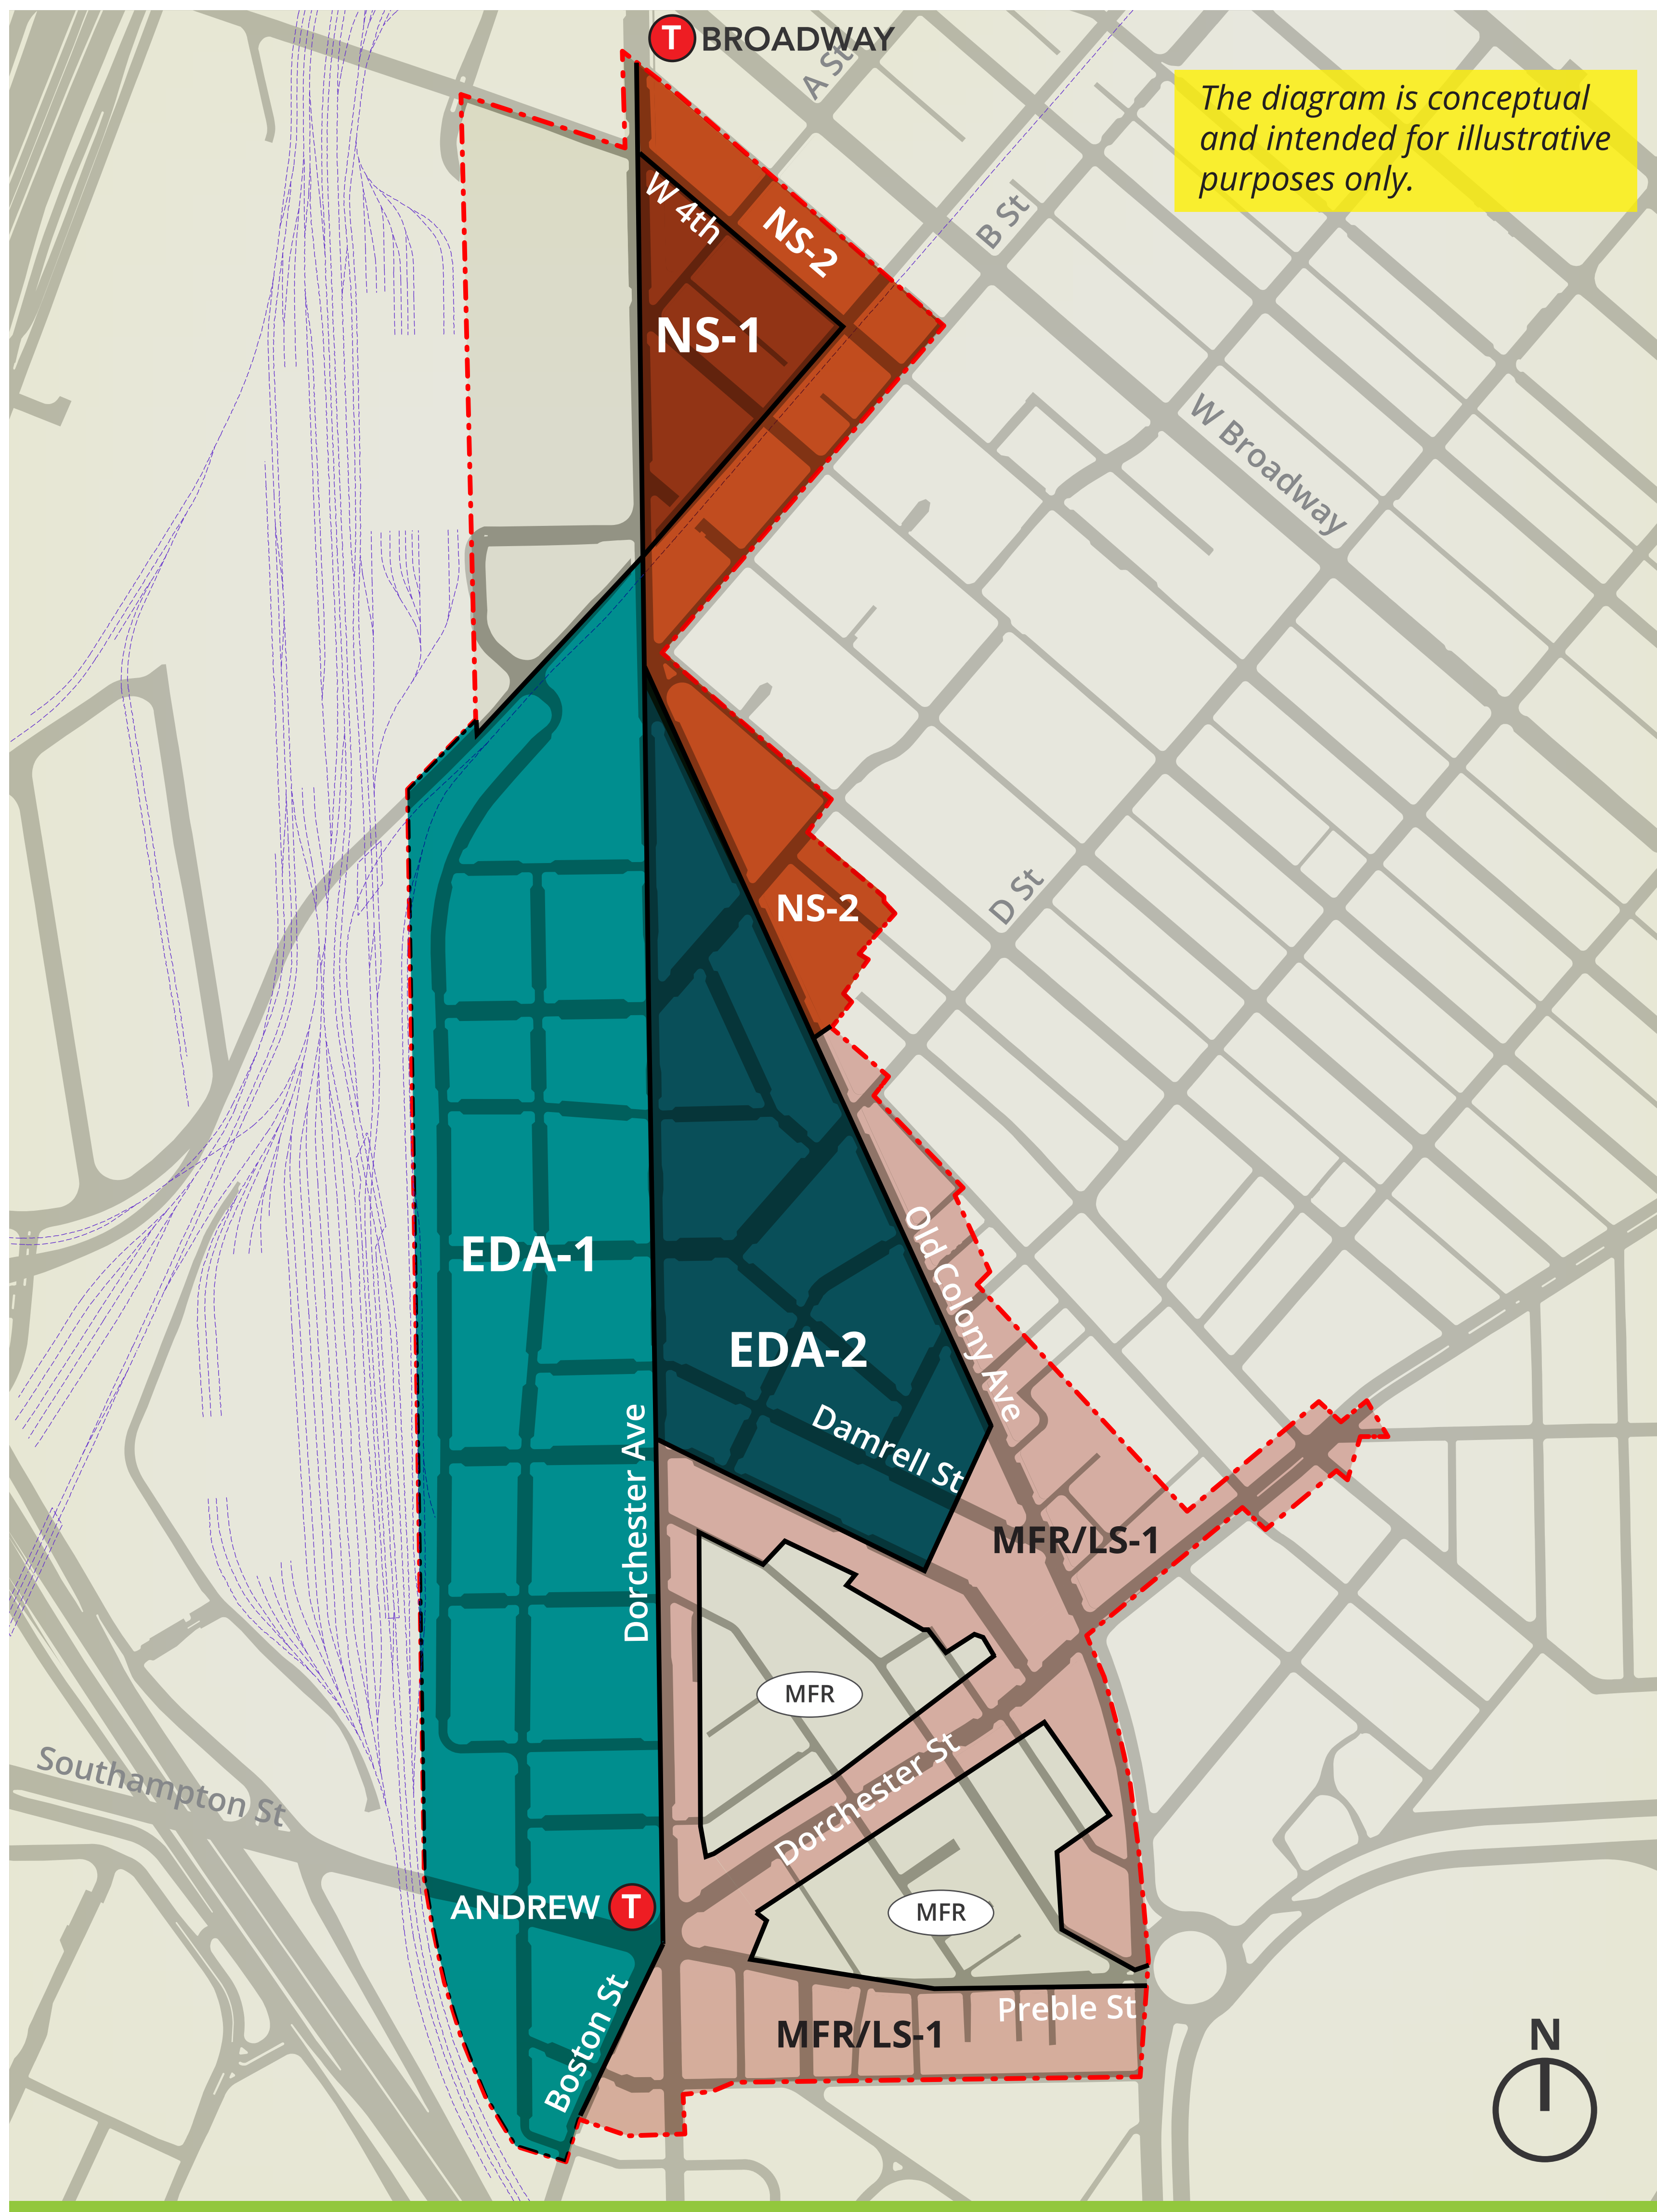 T BROADWAY
A St
The diagram is conceptual
and intended for illustrative
purposes only.
B St
W 4th
NS-2
NS-1
W Broadway
D St
NS-2
Old Colony Ave
EDA-1
EDA-2
Damrell St
Dorchester Ave
MFR/LS-1
MFR
Dorchester St
Southampton St
ANDREW T
MFR
Boston St
Preble St
MFR/LS-1
N